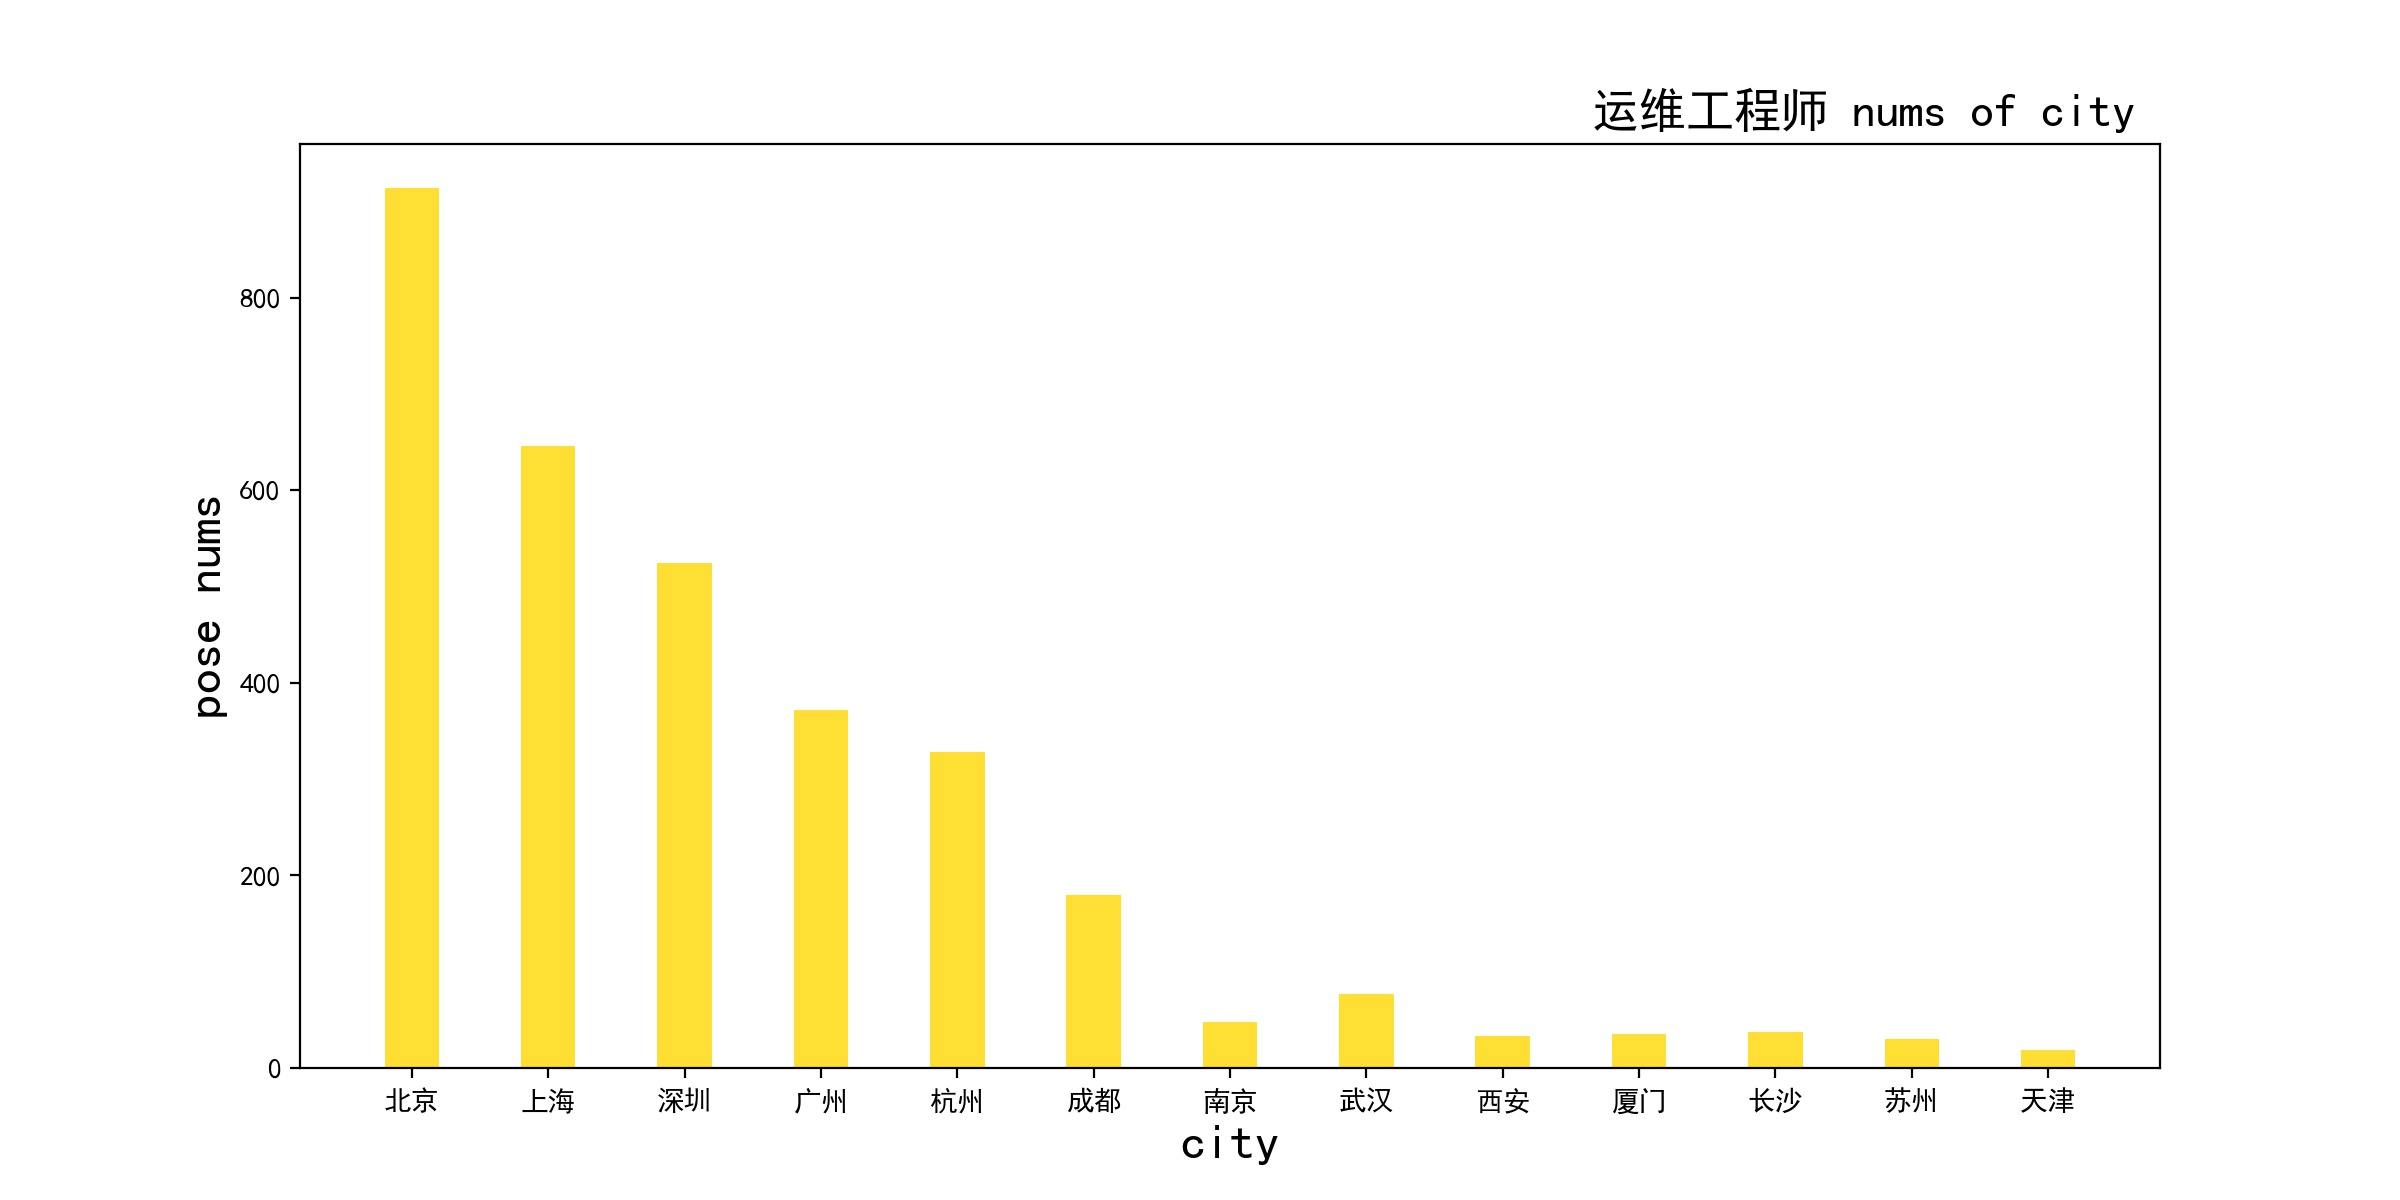 运维工程师 nums of city
pose nums
800
600
400
200
0
北京 上海 深圳 广州 杭州 成都 南京 武汉 西安 厦门 长沙 苏州 天津
city